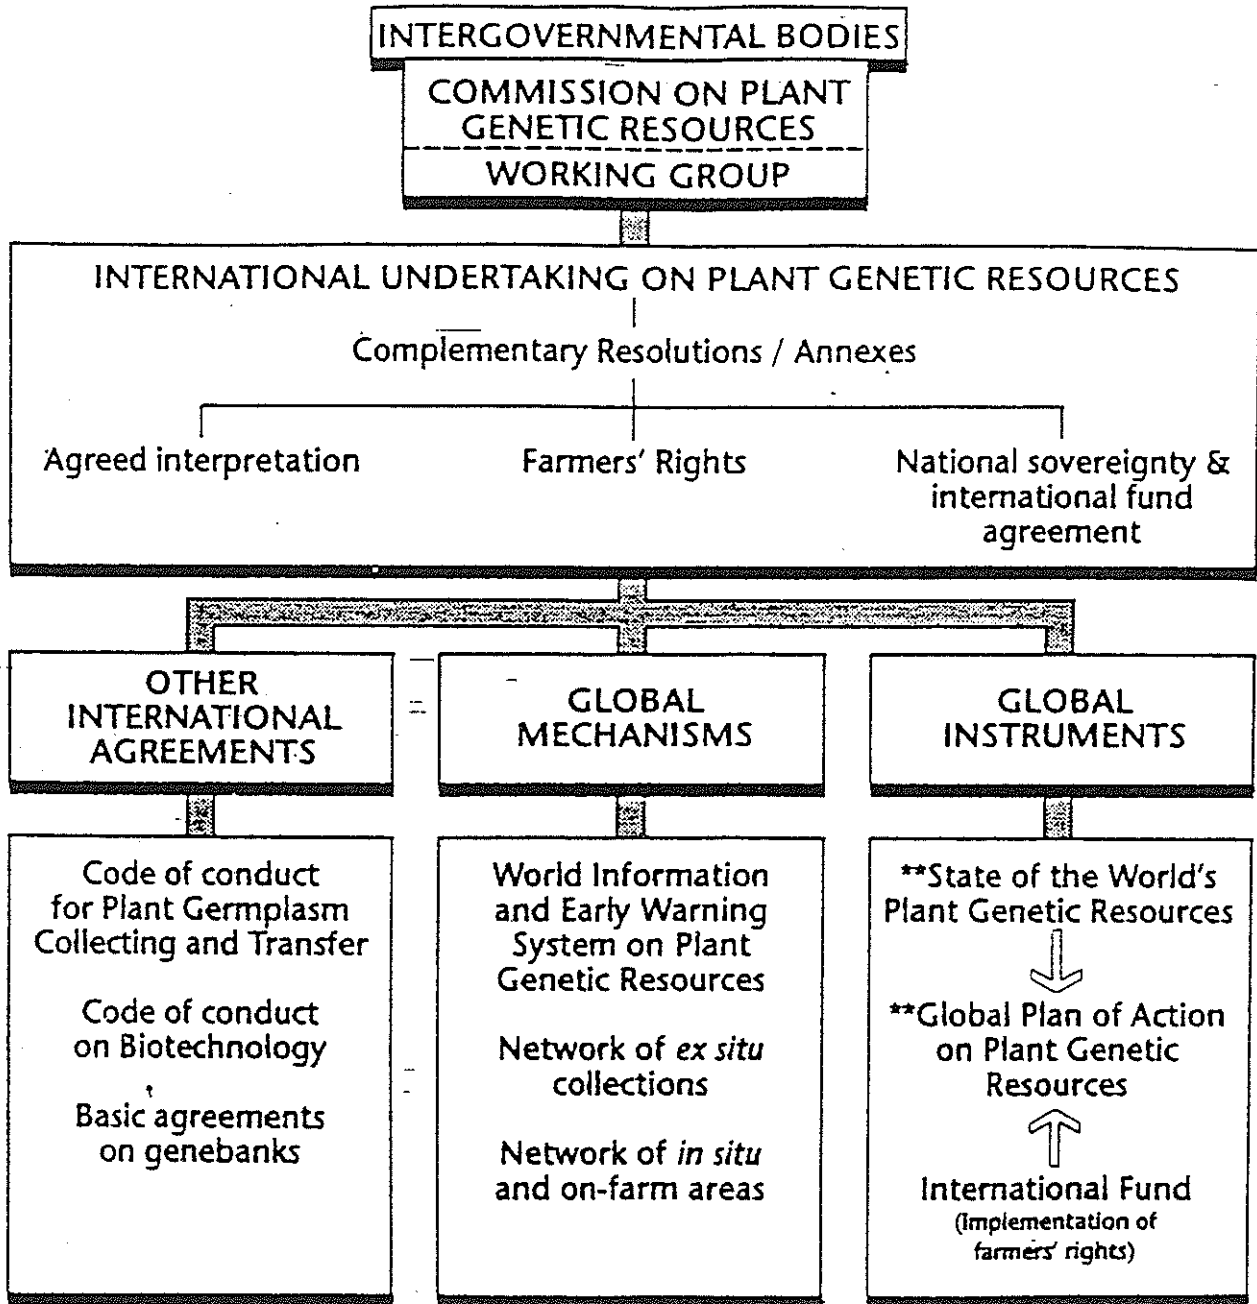 INTERGOVERNMENTAL BODIES
COMMISSION ON PLANT
GENETIC RESOURCES
WORKING GROUP
INTERNATIONAL UNDERTAKING ON PLANT GENETIC RESOURCES
Complementary Resolutions / Annexes
Agreed interpretation
Farmers' Rights
National sovereignty &
international fund
agreement
OTHER
INTERNATIONAL
AGREEMENTS
Code of conduct
for Plant Germplasm
Collecting and Transfer
Code of conduct
on Biotechnology
Basic agreements
on genebanks
GLOBAL
MECHANISMS
World Information
and Early Warning
System on Plant
Genetic Resources
Network of ex situ
collections
Network of in situ
and on-farm areas
GLOBAL
INSTRUMENTS
**State of the World's
Plant Genetic Resources
**Global Plan of Action
on Plant Genetic
Resources
International Fund
(Implementation of
farmers' rights)